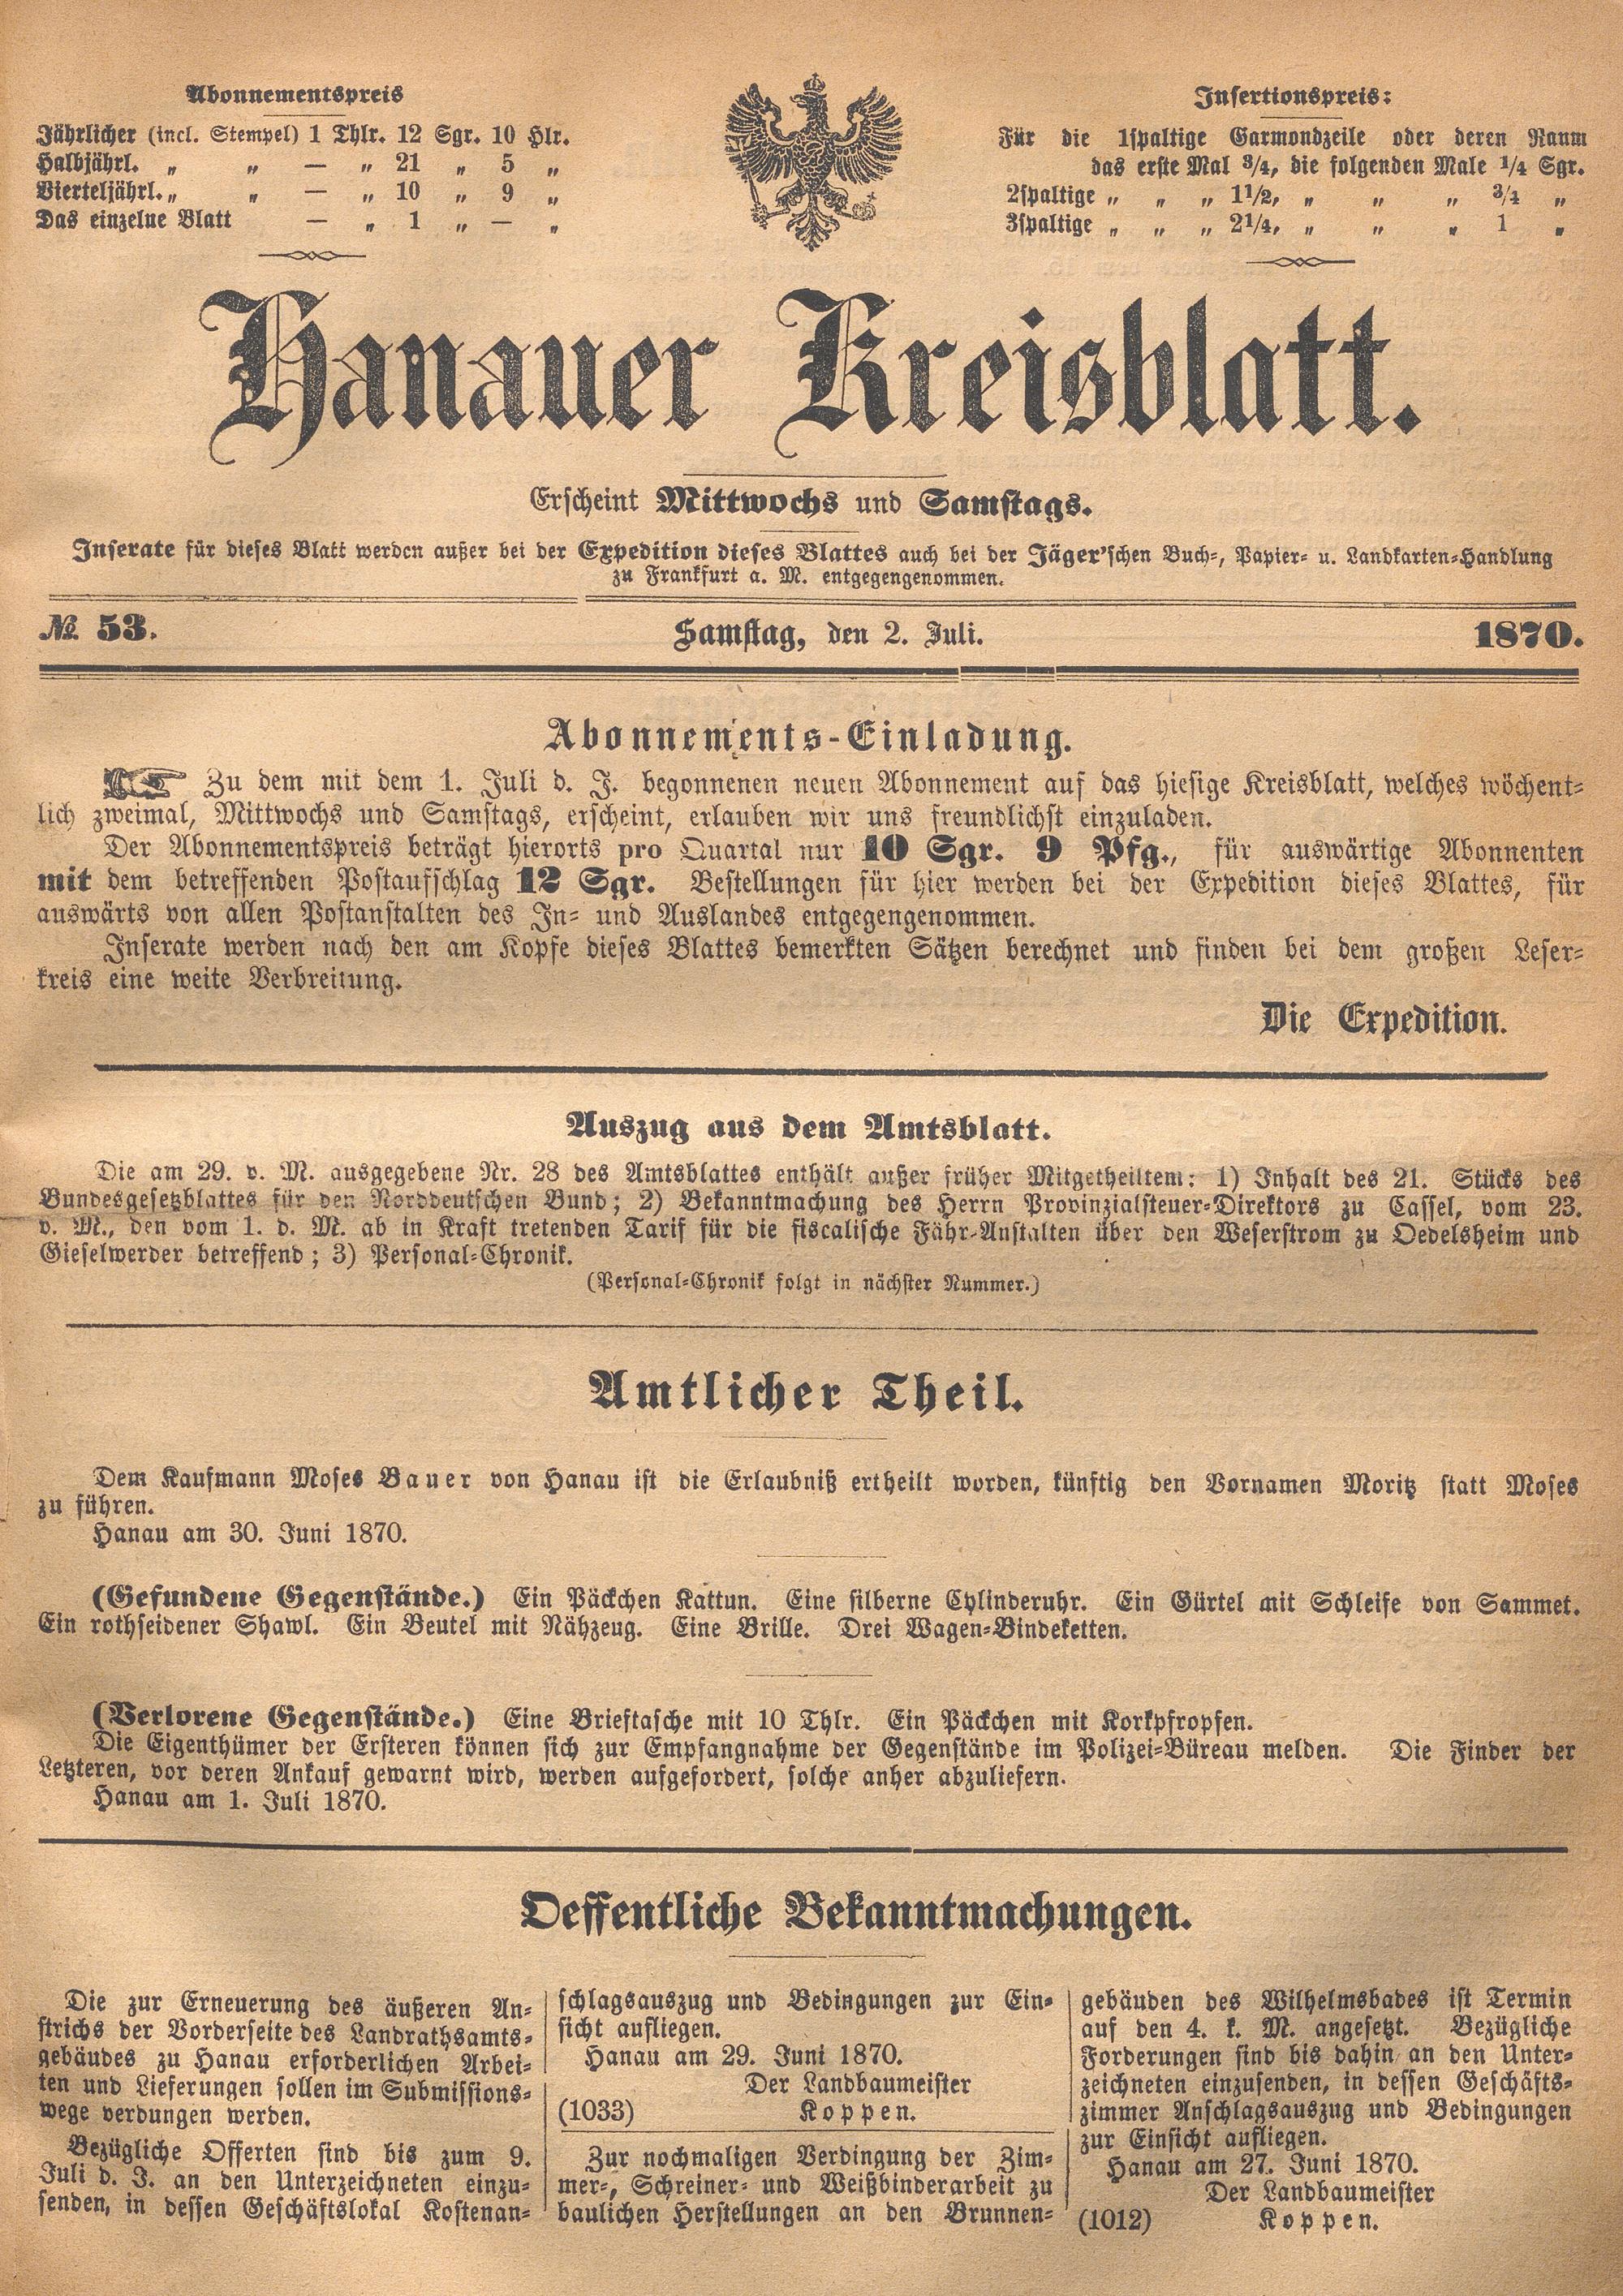 Abonnementspreis
Jährlicher (incl. Stempel) 1 Thlr. 12 Sgr. 10 Hlr.
Halbjährl. „ „ — „ 21 „ 5 „
Vierteljährl. „ „ — „ 10 „ 9 „
Das einzelne Blatt — „ 1 „ — „
Insertionspreis:
Für die 1spaltige Garmondzeile oder deren Raum
das erste Mal 3/4, die folgenden Male 1/4 Sgr.
2spaltige „ „ „ 1 1/2, „ „ „ 3/4 „
3spaltige „ „ „ 2 1/4, „ „ „ 1 „
Hanauer Kreisblatt.
Erscheint Mittwochs und Samstags.
Inserate für dieses Blatt werden außer bei der Expedition dieses Blattes auch bei der Jäger'schen Buch-, Papier- u. Landkarten-Handlung
zu Frankfurt a. M. entgegengenommen.
№ 53. Samstag, den 2. Juli. 1870.
Abonnements-Einladung.
Zu dem mit dem 1. Juli d. J. begonnenen neuen Abonnement auf das hiesige Kreisblatt, welches wöchent-
lich zweimal, Mittwochs und Samstags, erscheint, erlauben wir uns freundlichst einzuladen.
Der Abonnementspreis beträgt hierorts pro Quartal nur 10 Sgr. 9 Pfg., für auswärtige Abonnenten
mit dem betreffenden Postaufschlag 12 Sgr. Bestellungen für hier werden bei der Expedition dieses Blattes, für
auswärts von allen Postanstalten des In- und Auslandes entgegengenommen.
Inserate werden nach den am Kopfe dieses Blattes bemerkten Sätzen berechnet und finden bei dem großen Leser-
kreis eine weite Verbreitung.
Die Expedition.
Auszug aus dem Amtsblatt.
Die am 29. v. M. ausgegebene Nr. 28 des Amtsblattes enthält außer früher Mitgetheiltem: 1) Inhalt des 21. Stücks des
Bundesgesetzblattes für den Norddeutschen Bund; 2) Bekanntmachung des Herrn Provinzialsteuer-Direktors zu Cassel, vom 23.
v. M., den vom 1. d. M. ab in Kraft tretenden Tarif für die fiscalische Fähr-Anstalten über den Weserstrom zu Oedelsheim und
Gieselwerder betreffend; 3) Personal-Chronik.
(Personal-Chronik folgt in nächster Nummer.)
Amtlicher Theil.
Dem Kaufmann Moses Bauer von Hanau ist die Erlaubniß ertheilt worden, künftig den Vornamen Moritz statt Moses
zu führen.
Hanau am 30. Juni 1870.
(Gefundene Gegenstände.) Ein Päckchen Kattun. Eine silberne Cylinderuhr. Ein Gürtel mit Schleife von Sammet.
Ein rothseidener Shawl. Ein Beutel mit Nähzeug. Eine Brille. Drei Wagen-Bindeketten.
(Verlorene Gegenstände.) Eine Brieftasche mit 10 Thlr. Ein Päckchen mit Korkpfropfen.
Die Eigenthümer der Ersteren können sich zur Empfangnahme der Gegenstände im Polizei-Büreau melden. Die Finder der
Letzteren, vor deren Ankauf gewarnt wird, werden aufgefordert, solche anher abzuliefern.
Hanau am 1. Juli 1870.
Oeffentliche Bekanntmachungen.
Die zur Erneuerung des äußeren An-
strichs der Vorderseite des Landrathsamts-
gebäudes zu Hanau erforderlichen Arbei-
ten und Lieferungen sollen im Submissions-
wege verdungen werden.
Bezügliche Offerten sind bis zum 9.
Juli d. J. an den Unterzeichneten einzu-
senden, in dessen Geschäftslokal Kostenan-
schlagsauszug und Bedingungen zur Ein-
sicht aufliegen.
Hanau am 29. Juni 1870.
Der Landbaumeister
(1033) Koppen.
Zur nochmaligen Verdingung der Zim-
mer-, Schreiner- und Weißbinderarbeit zu
baulichen Herstellungen an den Brunnen-
gebäuden des Wilhelmsbades ist Termin
auf den 4. k. M. angesetzt. Bezügliche
Forderungen sind bis dahin an den Unter-
zeichneten einzusenden, in dessen Geschäfts-
zimmer Anschlagsauszug und Bedingungen
zur Einsicht aufliegen.
Hanau am 27. Juni 1870.
Der Landbaumeister
(1012) Koppen.